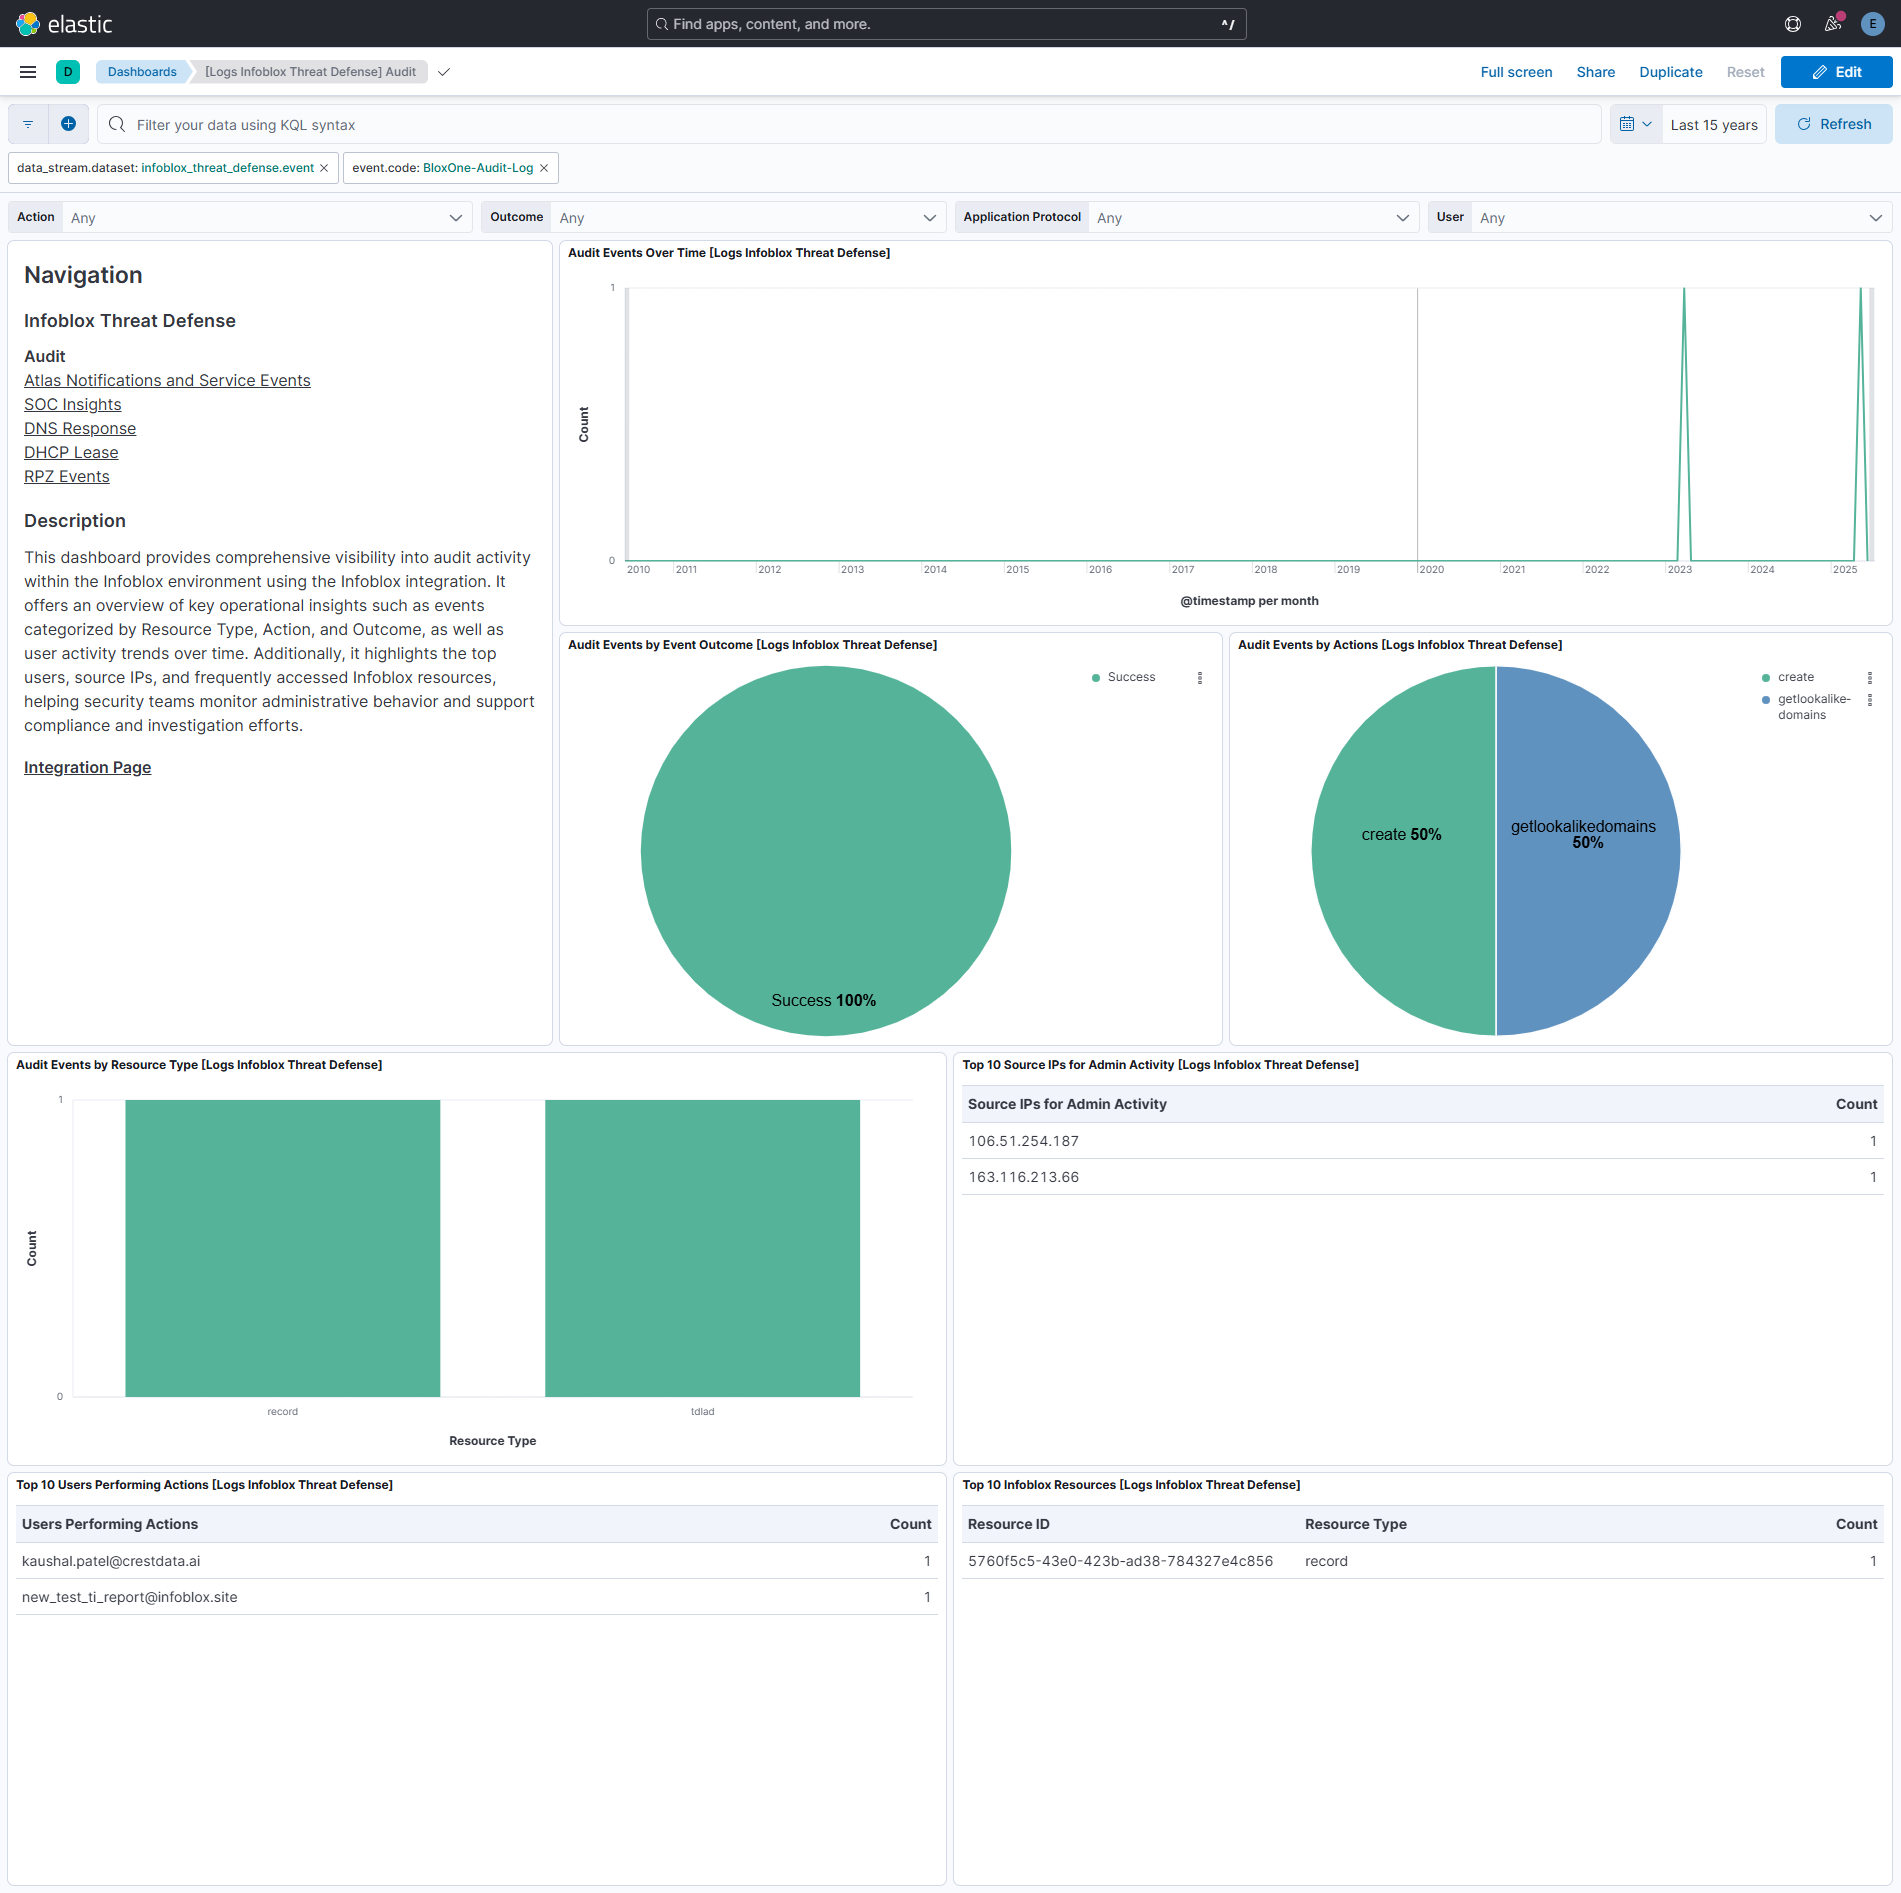 elastic
Find apps, content, and more.
^/
E
D
Dashboards
[Logs Infoblox Threat Defense] Audit
Full screen
Share
Duplicate
Reset
Edit
Filter your data using KQL syntax
Last 15 years
Refresh
data_stream.dataset: infoblox_threat_defense.event
event.code: BloxOne-Audit-Log
Action Any
Outcome Any
Application Protocol Any
User Any
Navigation
Infoblox Threat Defense
Audit
Atlas Notifications and Service Events
SOC Insights
DNS Response
DHCP Lease
RPZ Events
Description
This dashboard provides comprehensive visibility into audit activity
within the Infoblox environment using the Infoblox integration. It
offers an overview of key operational insights such as events
categorized by Resource Type, Action, and Outcome, as well as
user activity trends over time. Additionally, it highlights the top
users, source IPs, and frequently accessed Infoblox resources,
helping security teams monitor administrative behavior and support
compliance and investigation efforts.
Integration Page
Audit Events Over Time [Logs Infoblox Threat Defense]
1
Count
0
2010 2011 2012 2013 2014 2015 2016 2017 2018 2019 2020 2021 2022 2023 2024 2025
@timestamp per month
Audit Events by Event Outcome [Logs Infoblox Threat Defense]
Success
Success 100%
Audit Events by Actions [Logs Infoblox Threat Defense]
create
getlookalike-
domains
create 50%
getlookalikedomains
50%
Audit Events by Resource Type [Logs Infoblox Threat Defense]
1
Count
0
record tdlad
Resource Type
Top 10 Source IPs for Admin Activity [Logs Infoblox Threat Defense]
Source IPs for Admin Activity Count
106.51.254.187 1
163.116.213.66 1
Top 10 Users Performing Actions [Logs Infoblox Threat Defense]
Users Performing Actions Count
kaushal.patel@crestdata.ai 1
new_test_ti_report@infoblox.site 1
Top 10 Infoblox Resources [Logs Infoblox Threat Defense]
Resource ID Resource Type Count
5760f5c5-43e0-423b-ad38-784327e4c856 record 1